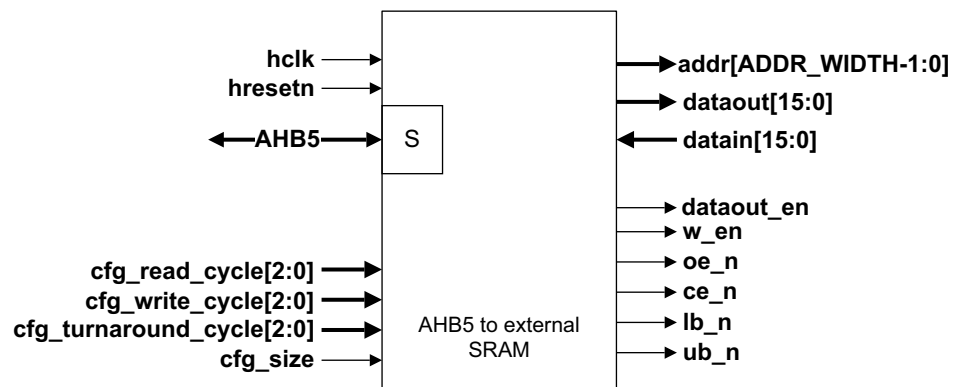 hclk
hresetn
AHB5
S
cfg_read_cycle[2:0]
cfg_write_cycle[2:0]
cfg_turnaround_cycle[2:0]
cfg_size
AHB5 to external
SRAM
addr[ADDR_WIDTH-1:0]
dataout[15:0]
datain[15:0]
dataout_en
w_en
oe_n
ce_n
lb_n
ub_n